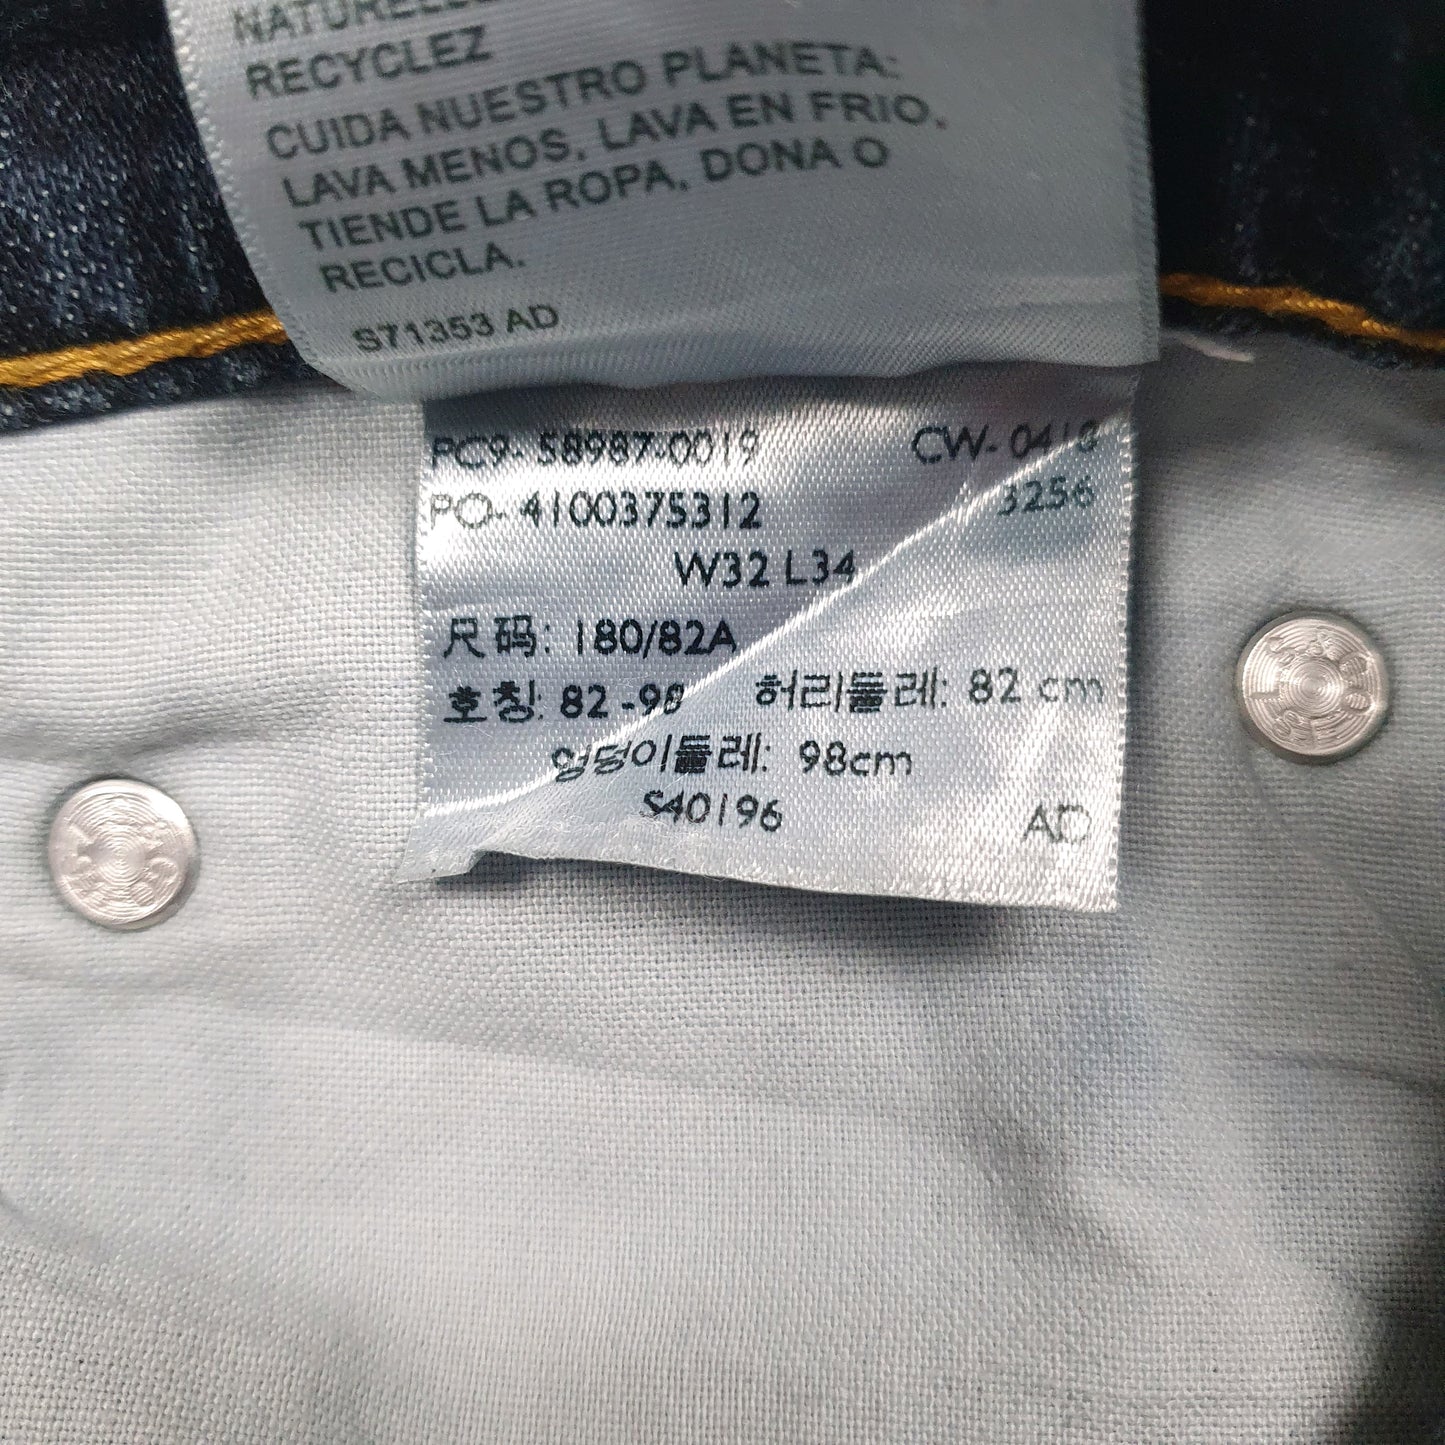 RECYCLEZ
CUIDA NUESTRO PLANETA:
LAVA MENOS, LAVA EN FRIO,
TIENDE LA ROPA, DONA O
RECICLA.
S71353 AD
PC9-58987-0019 CW-0410
PO-4100375312 3256
W32 L34
尺码: 180/82A
호칭: 82-98 허리둘레: 82 cm
엉덩이둘레: 98cm
S40196 AD